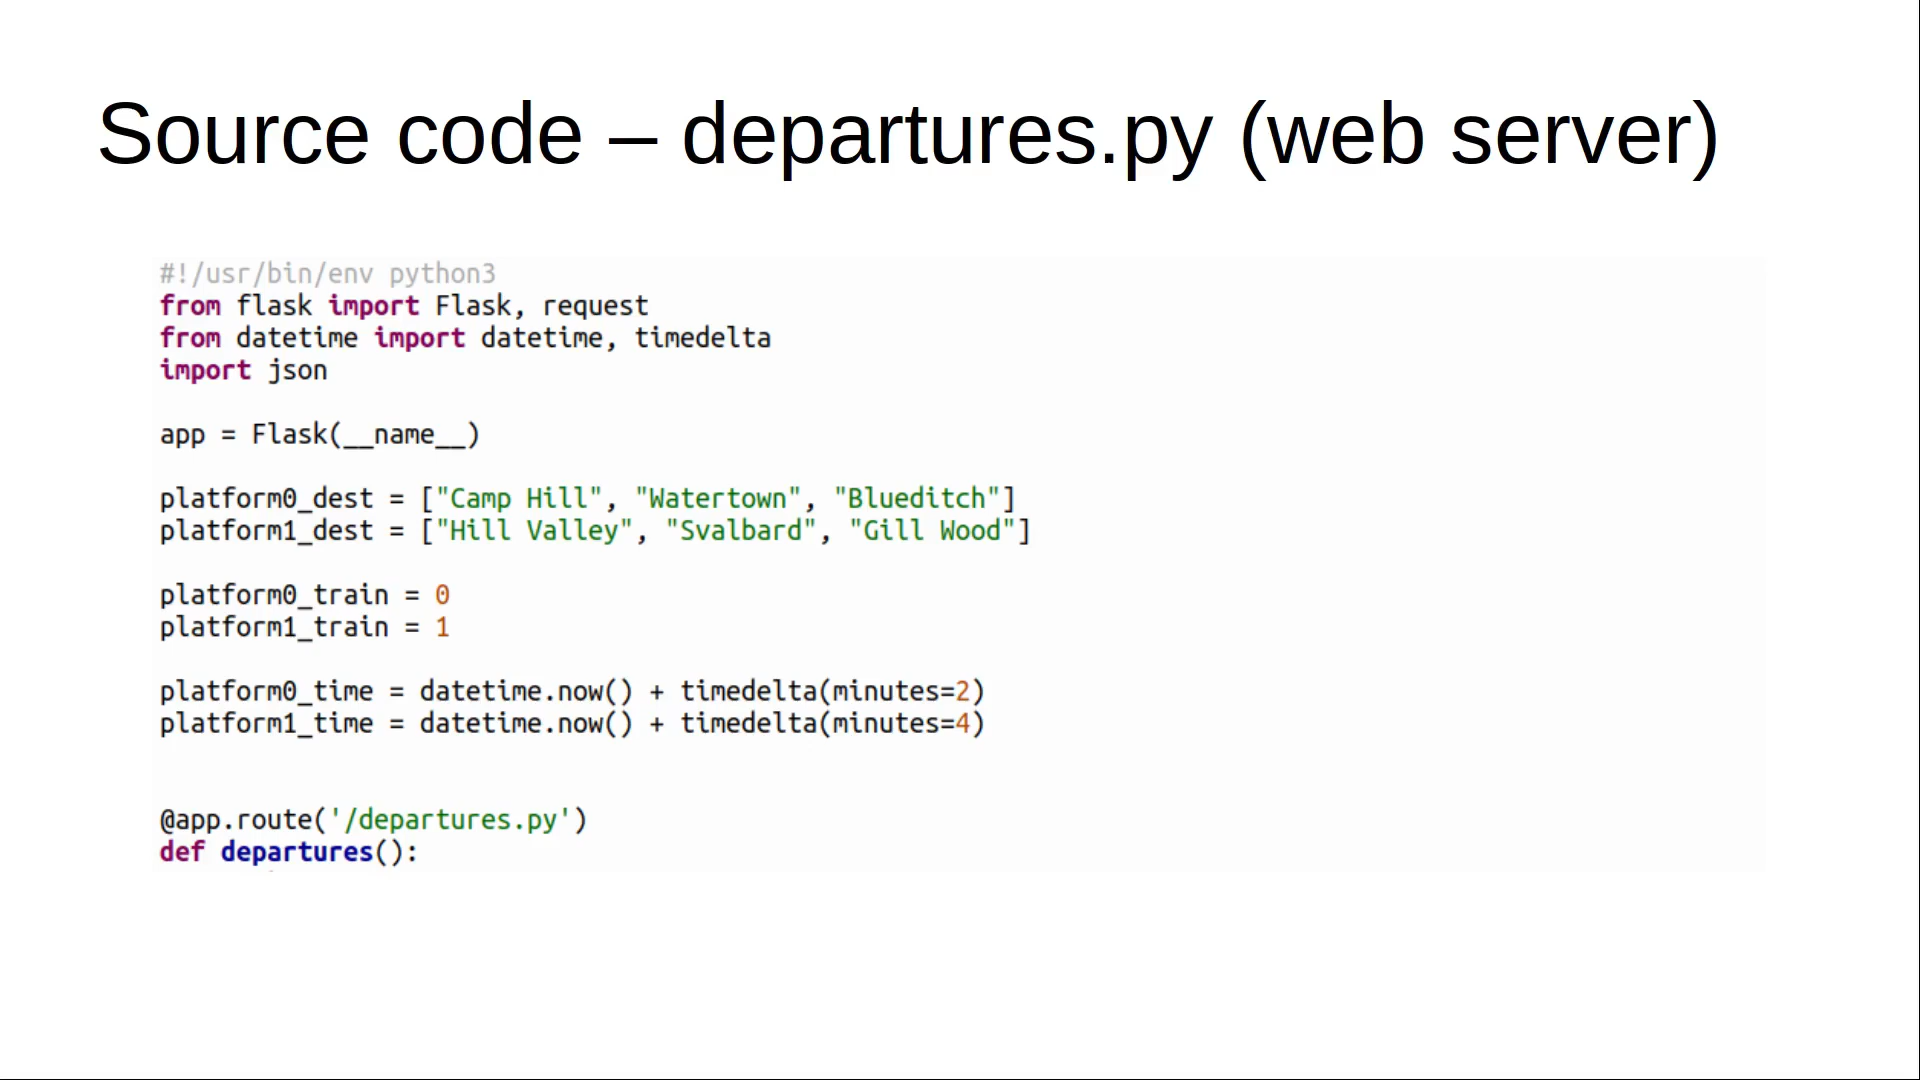 Source code – departures.py (web server)
#!/usr/bin/env python3
from flask import Flask, request
from datetime import datetime, timedelta
import json
app = Flask(__name__)
platform0_dest = ["Camp Hill", "Watertown", "Blueditch"]
platform1_dest = ["Hill Valley", "Svalbard", "Gill Wood"]
platform0_train = 0
platform1_train = 1
platform0_time = datetime.now() + timedelta(minutes=2)
platform1_time = datetime.now() + timedelta(minutes=4)
@app.route('/departures.py')
def departures():